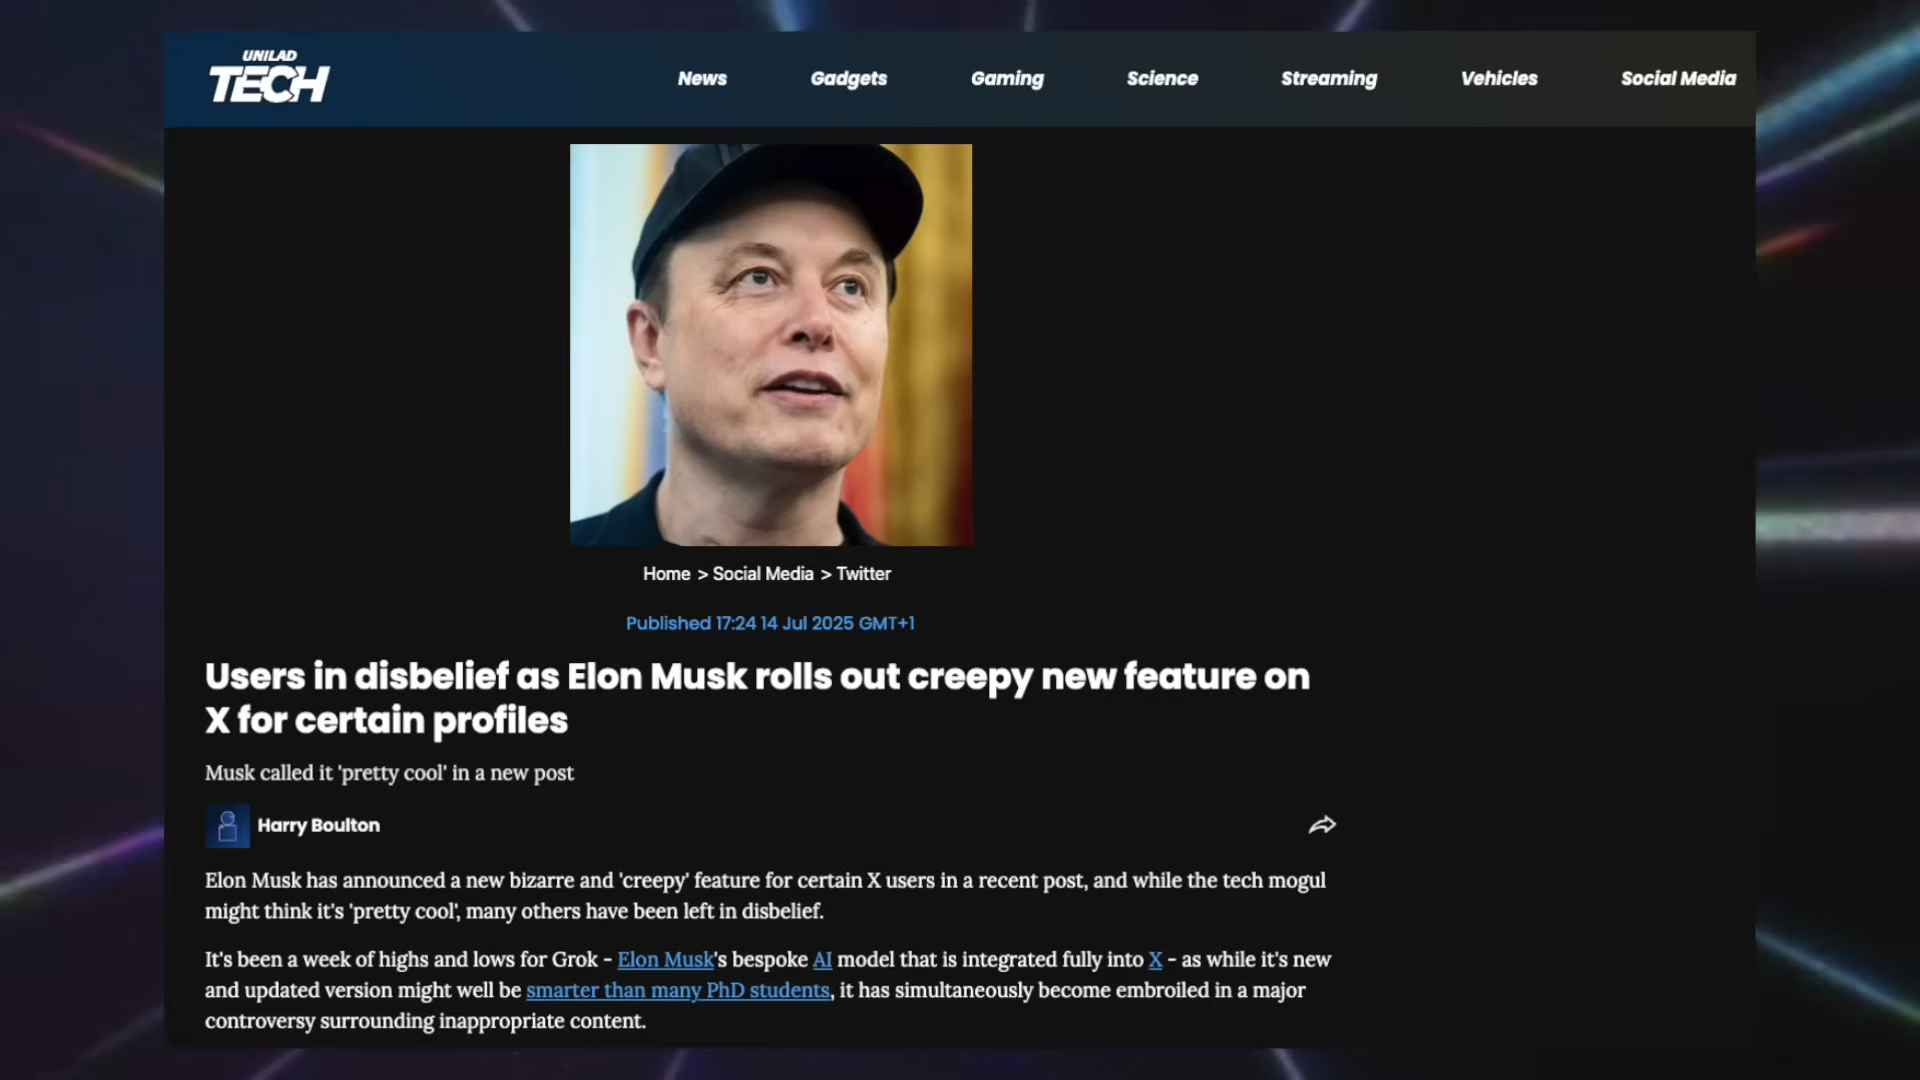 UNILAD
TECH
News Gadgets Gaming Science Streaming Vehicles Social Media
Home > Social Media > Twitter
Published 17:24 14 Jul 2025 GMT+1
Users in disbelief as Elon Musk rolls out creepy new feature on
X for certain profiles
Musk called it 'pretty cool' in a new post
Harry Boulton
Elon Musk has announced a new bizarre and 'creepy' feature for certain X users in a recent post, and while the tech mogul
might think it's 'pretty cool', many others have been left in disbelief.
It's been a week of highs and lows for Grok - Elon Musk's bespoke AI model that is integrated fully into X - as while it's new
and updated version might well be smarter than many PhD students, it has simultaneously become embroiled in a major
controversy surrounding inappropriate content.